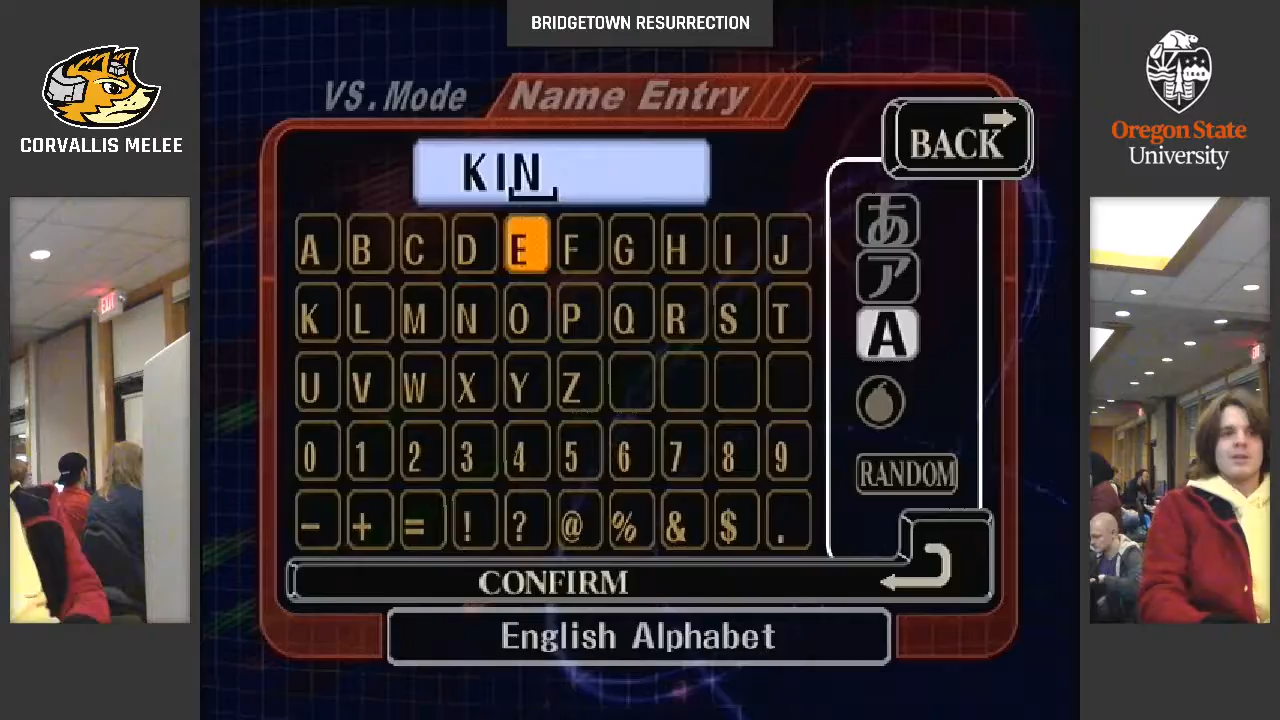 BRIDGETOWN RESURRECTION
CORVALLIS MELEE
Oregon State
University
VS.Mode Name Entry
BACK
KIN
A B C D E F G H I J
K L M N O P Q R S T
U V W X Y Z
0 1 2 3 4 5 6 7 8 9
- + = ! ? @ % & $ .
あ
ア
A
RANDOM
CONFIRM
English Alphabet
EXIT